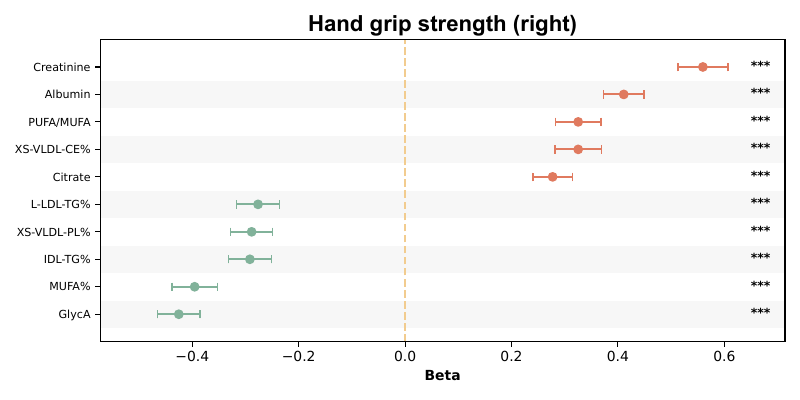 Hand grip strength (right)
Creatinine ***
Albumin ***
PUFA/MUFA ***
XS-VLDL-CE% ***
Citrate ***
L-LDL-TG% ***
XS-VLDL-PL% ***
IDL-TG% ***
MUFA% ***
GlycA ***
−0.4 −0.2 0.0 0.2 0.4 0.6
Beta